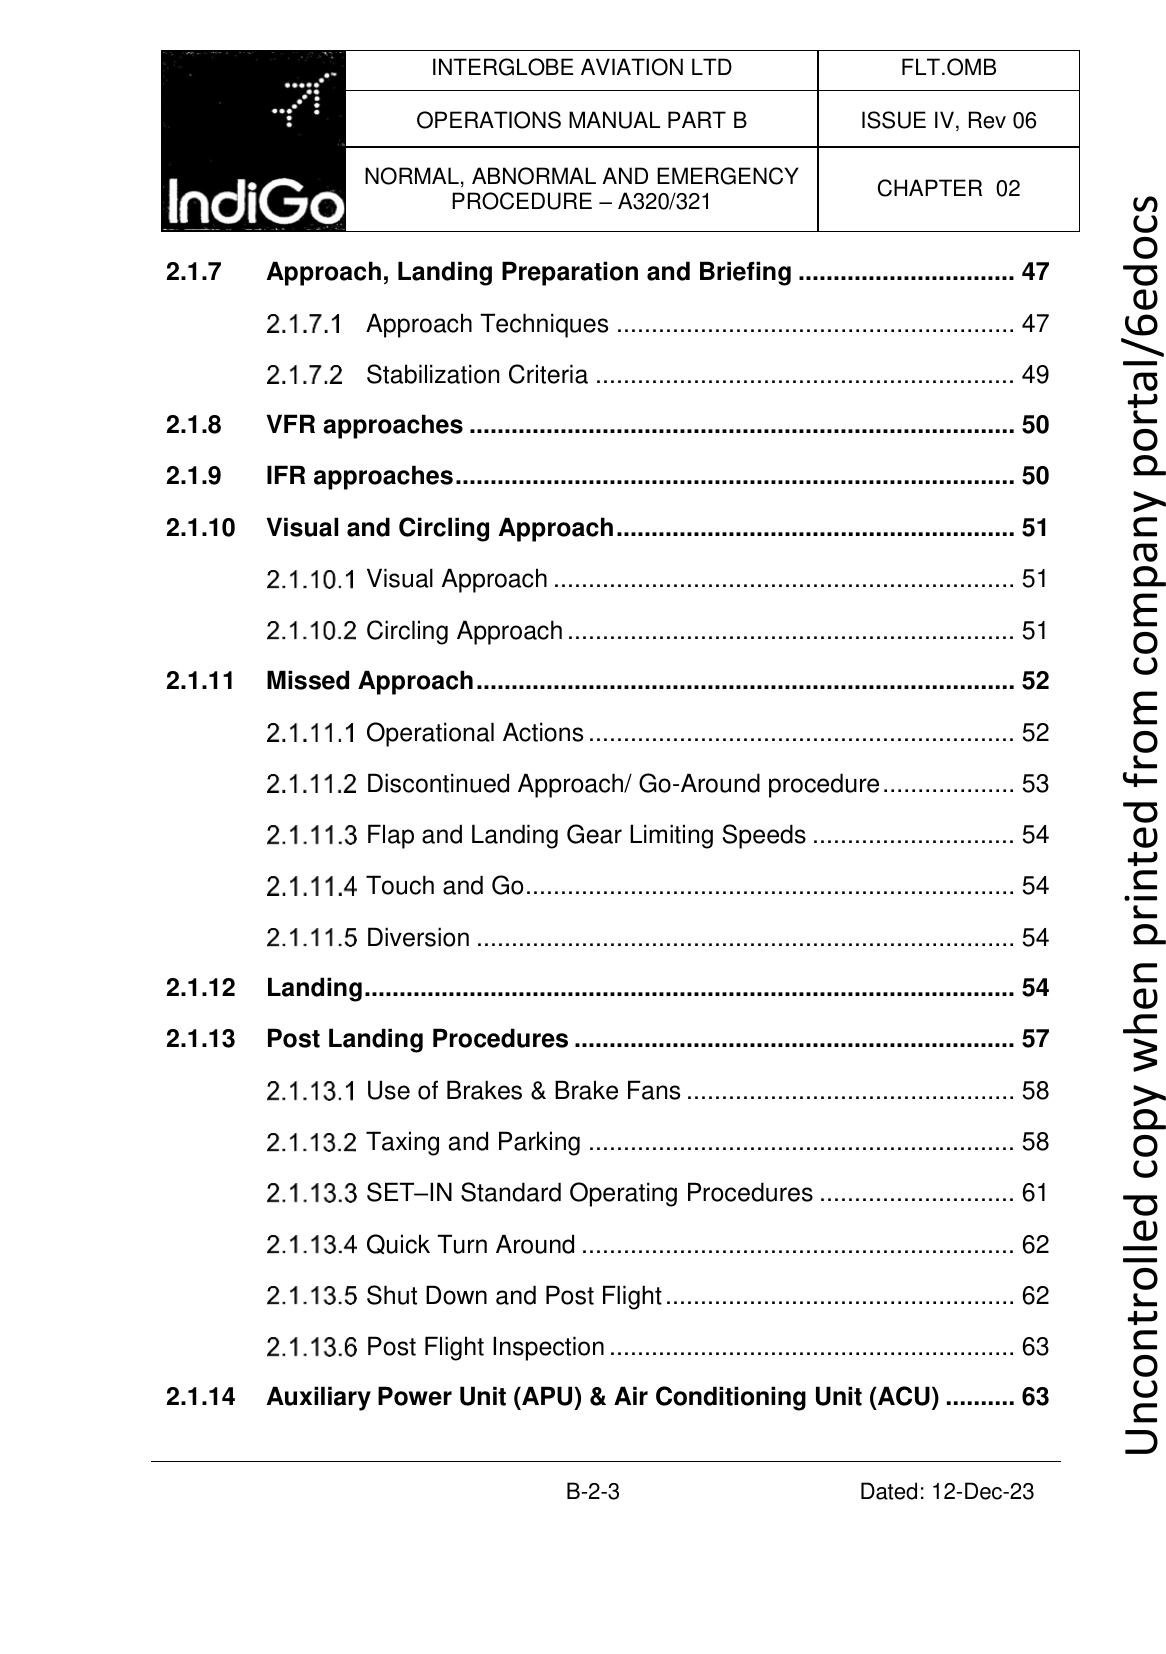 IndiGo
INTERGLOBE AVIATION LTD
FLT.OMB
OPERATIONS MANUAL PART B
ISSUE IV, Rev 06
NORMAL, ABNORMAL AND EMERGENCY
PROCEDURE – A320/321
CHAPTER 02
2.1.7 Approach, Landing Preparation and Briefing ............................... 47
2.1.7.1 Approach Techniques ......................................................... 47
2.1.7.2 Stabilization Criteria ............................................................ 49
2.1.8 VFR approaches .............................................................................. 50
2.1.9 IFR approaches................................................................................ 50
2.1.10 Visual and Circling Approach......................................................... 51
2.1.10.1 Visual Approach .................................................................. 51
2.1.10.2 Circling Approach ................................................................ 51
2.1.11 Missed Approach............................................................................. 52
2.1.11.1 Operational Actions ............................................................. 52
2.1.11.2 Discontinued Approach/ Go-Around procedure ................... 53
2.1.11.3 Flap and Landing Gear Limiting Speeds ............................. 54
2.1.11.4 Touch and Go...................................................................... 54
2.1.11.5 Diversion ............................................................................. 54
2.1.12 Landing............................................................................................. 54
2.1.13 Post Landing Procedures ............................................................... 57
2.1.13.1 Use of Brakes & Brake Fans ............................................... 58
2.1.13.2 Taxing and Parking ............................................................. 58
2.1.13.3 SET–IN Standard Operating Procedures ............................ 61
2.1.13.4 Quick Turn Around .............................................................. 62
2.1.13.5 Shut Down and Post Flight .................................................. 62
2.1.13.6 Post Flight Inspection .......................................................... 63
2.1.14 Auxiliary Power Unit (APU) & Air Conditioning Unit (ACU) .......... 63
B-2-3
Dated: 12-Dec-23
Uncontrolled copy when printed from company portal/6edocs